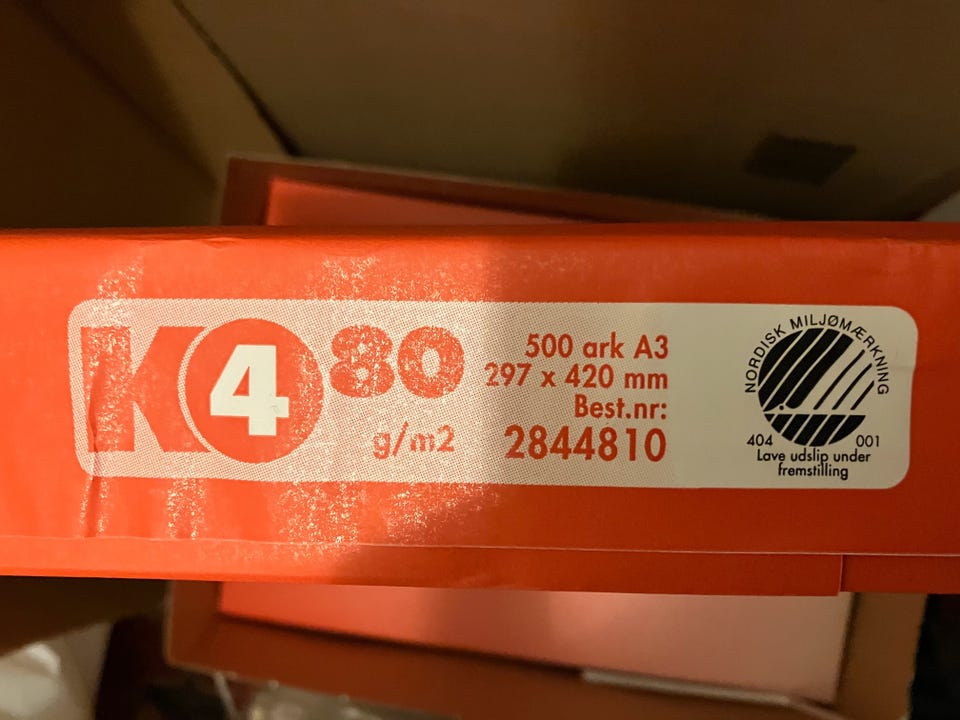 K4 80
g/m2
500 ark A3
297 x 420 mm
Best.nr:
2844810
NORDISK MILJØMÆRKNING
404 001
Lave udslip under
fremstilling